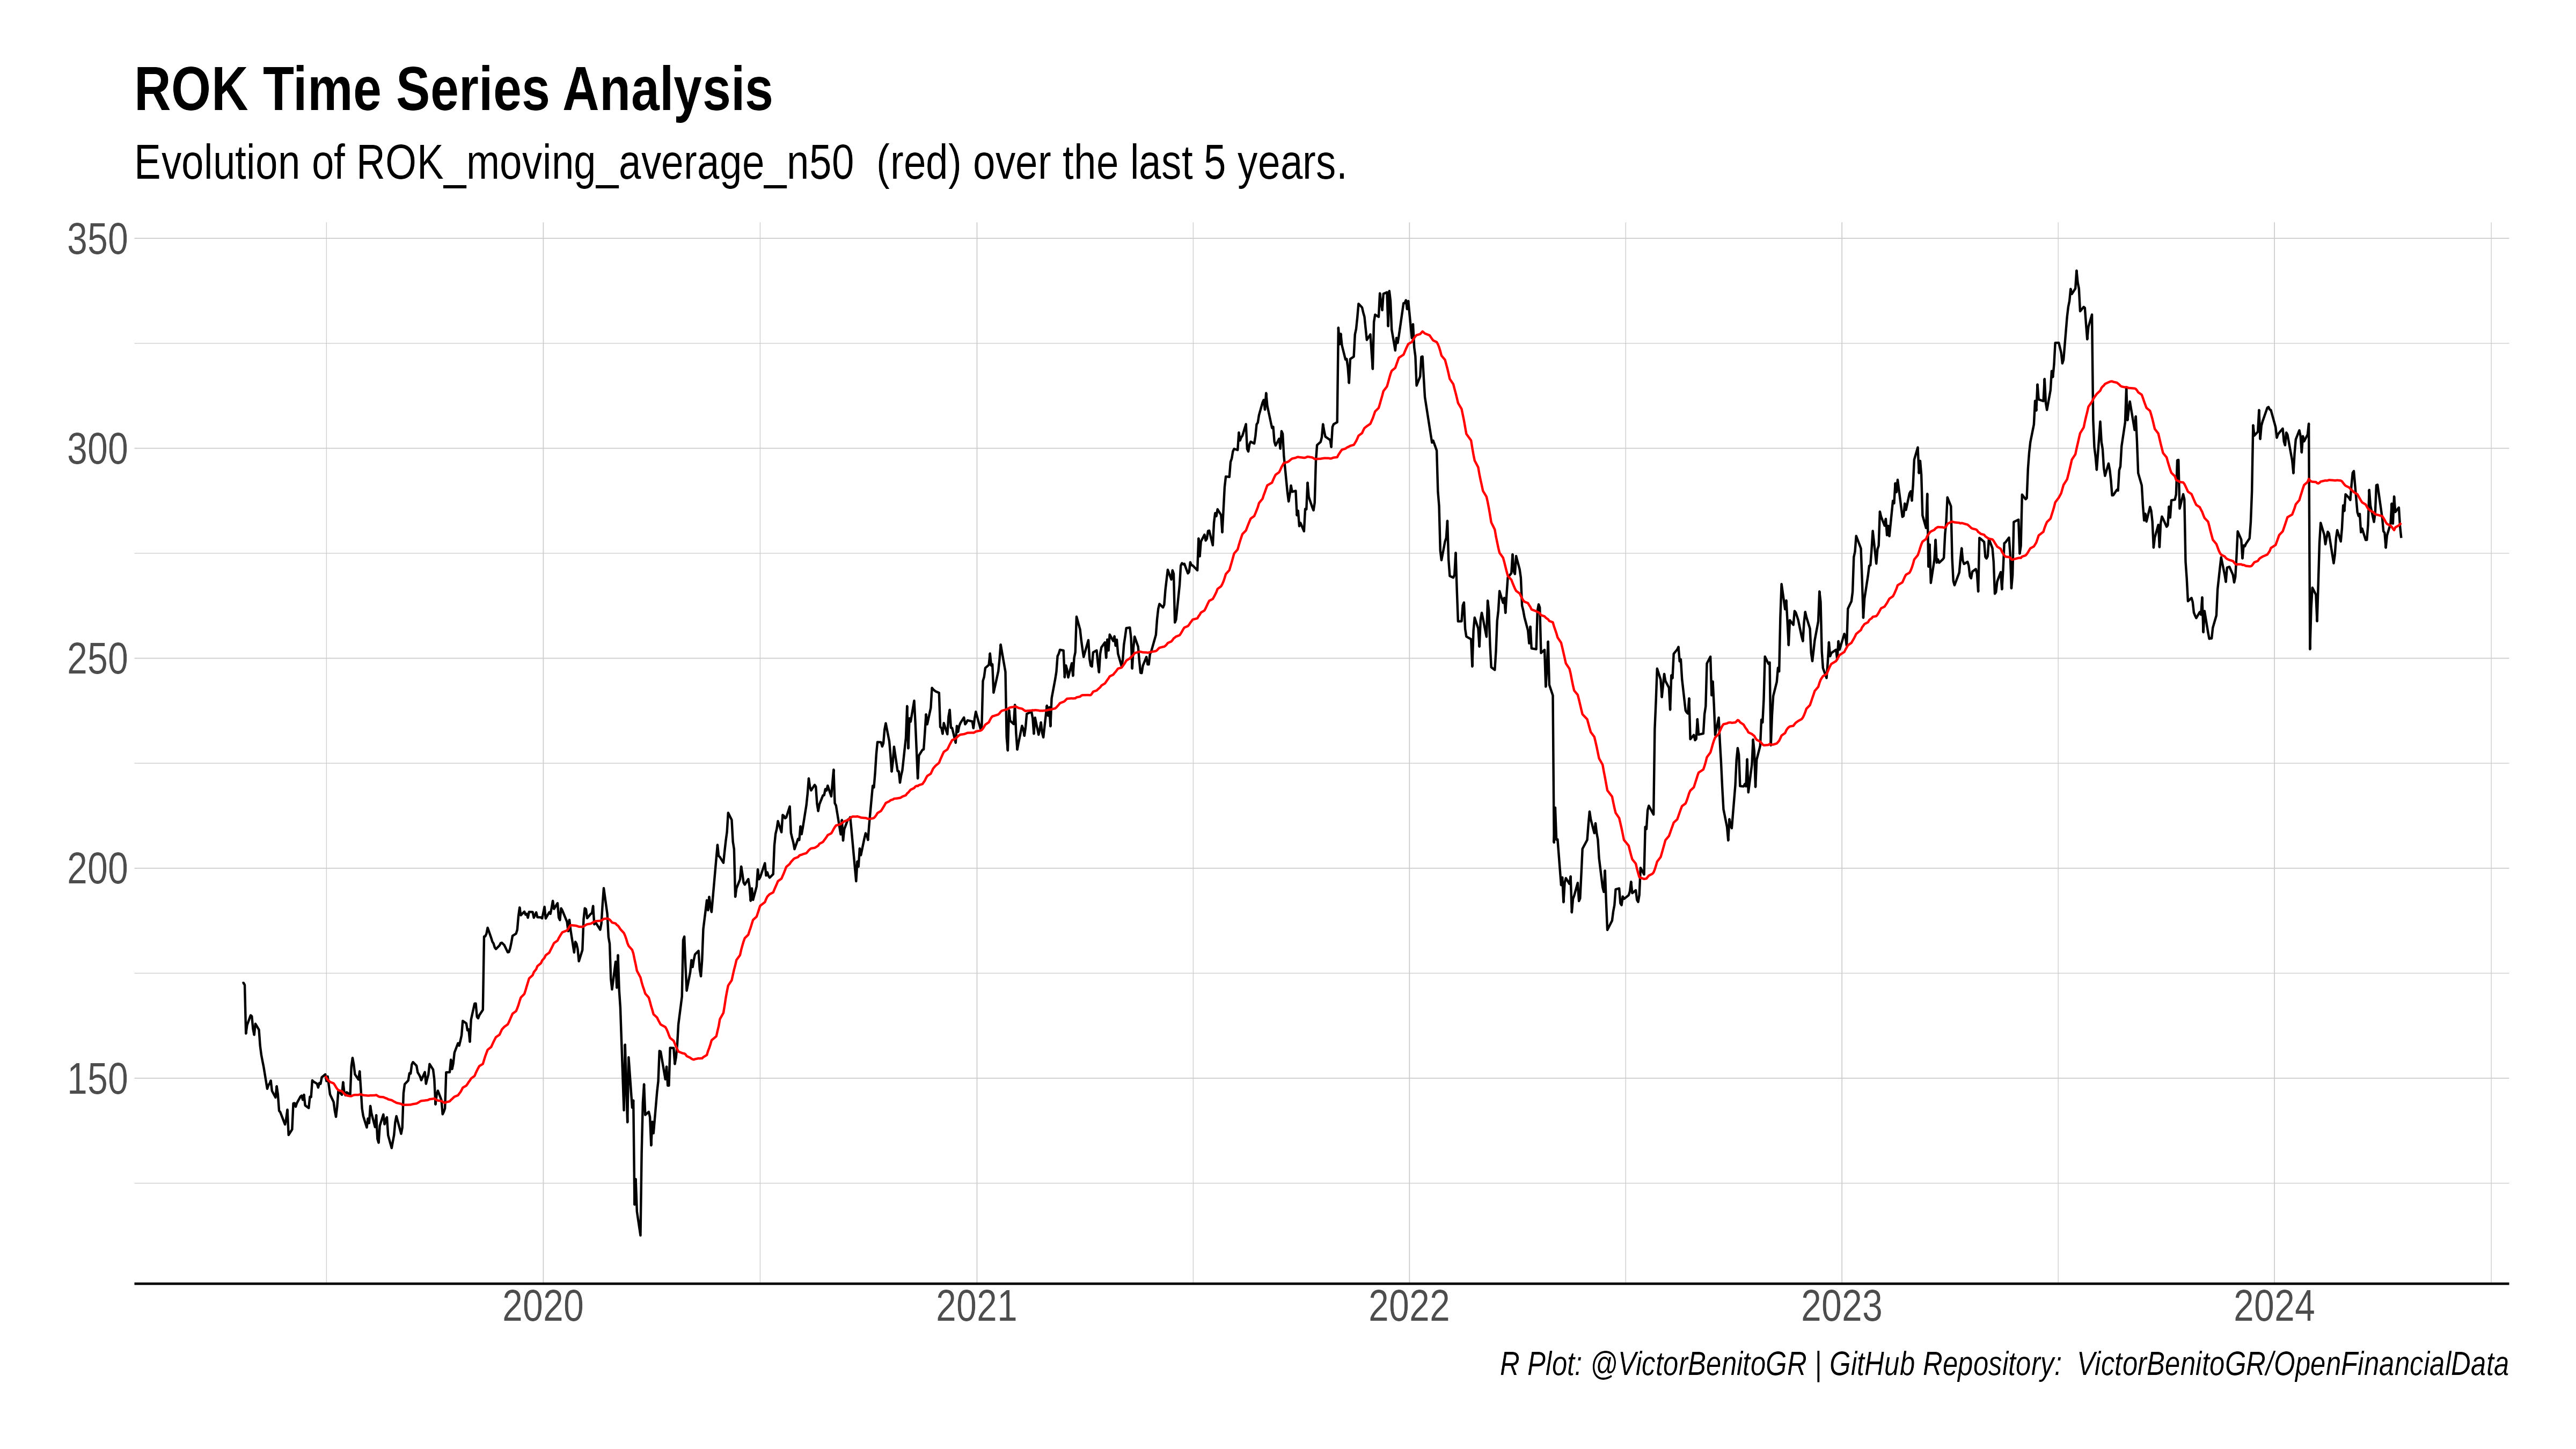 ROK Time Series Analysis
Evolution of ROK_moving_average_n50  (red) over the last 5 years.
350
300
250
200
150
2020 2021 2022 2023 2024
R Plot: @VictorBenitoGR | GitHub Repository:  VictorBenitoGR/OpenFinancialData